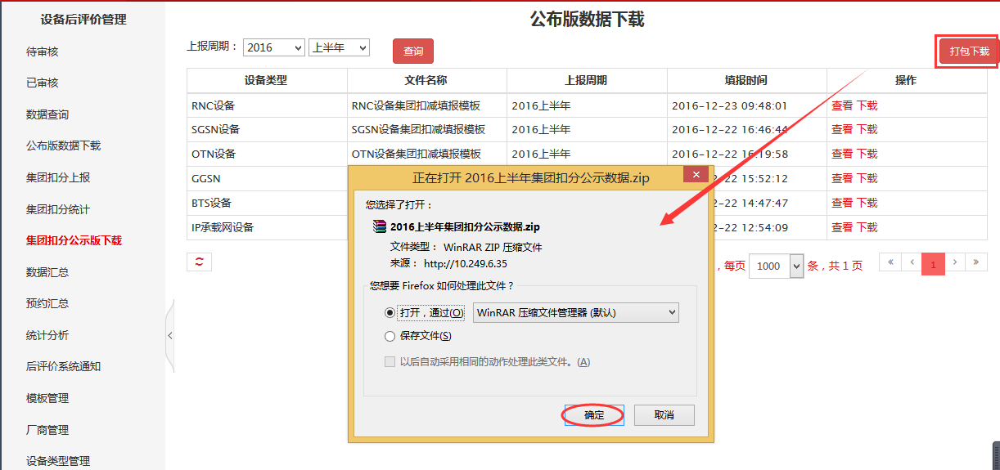 设备后评价管理
待审核
已审核
数据查询
公布版数据下载
集团扣分上报
集团扣分统计
集团扣分公示版下载
数据汇总
预约汇总
统计分析
后评价系统通知
模板管理
厂商管理
设备类型管理
公布版数据下载
上报周期： 2016 上半年 查询 打包下载
设备类型 文件名称 上报周期 填报时间 操作
RNC设备 RNC设备集团扣减填报模板 2016上半年 2016-12-23 09:48:01 查看 下载
SGSN设备 SGSN设备集团扣减填报模板 2016上半年 2016-12-22 16:46:44 查看 下载
OTN设备 OTN设备集团扣减填报模板 2016上半年 2016-12-22 16:19:58 查看 下载
GGSN 2-22 15:52:12 查看 下载
BTS设备 2-22 14:47:47 查看 下载
IP承载网设备 2-22 12:54:09 查看 下载
，每页 1000 条，共 1 页 « ‹ 1 › »
正在打开 2016上半年集团扣分公示数据.zip
您选择了打开：
2016上半年集团扣分公示数据.zip
文件类型： WinRAR ZIP 压缩文件
来源： http://10.249.6.35
您想要 Firefox 如何处理此文件？
打开，通过(O) WinRAR 压缩文件管理器 (默认)
保存文件(S)
以后自动采用相同的动作处理此类文件。(A)
确定 取消